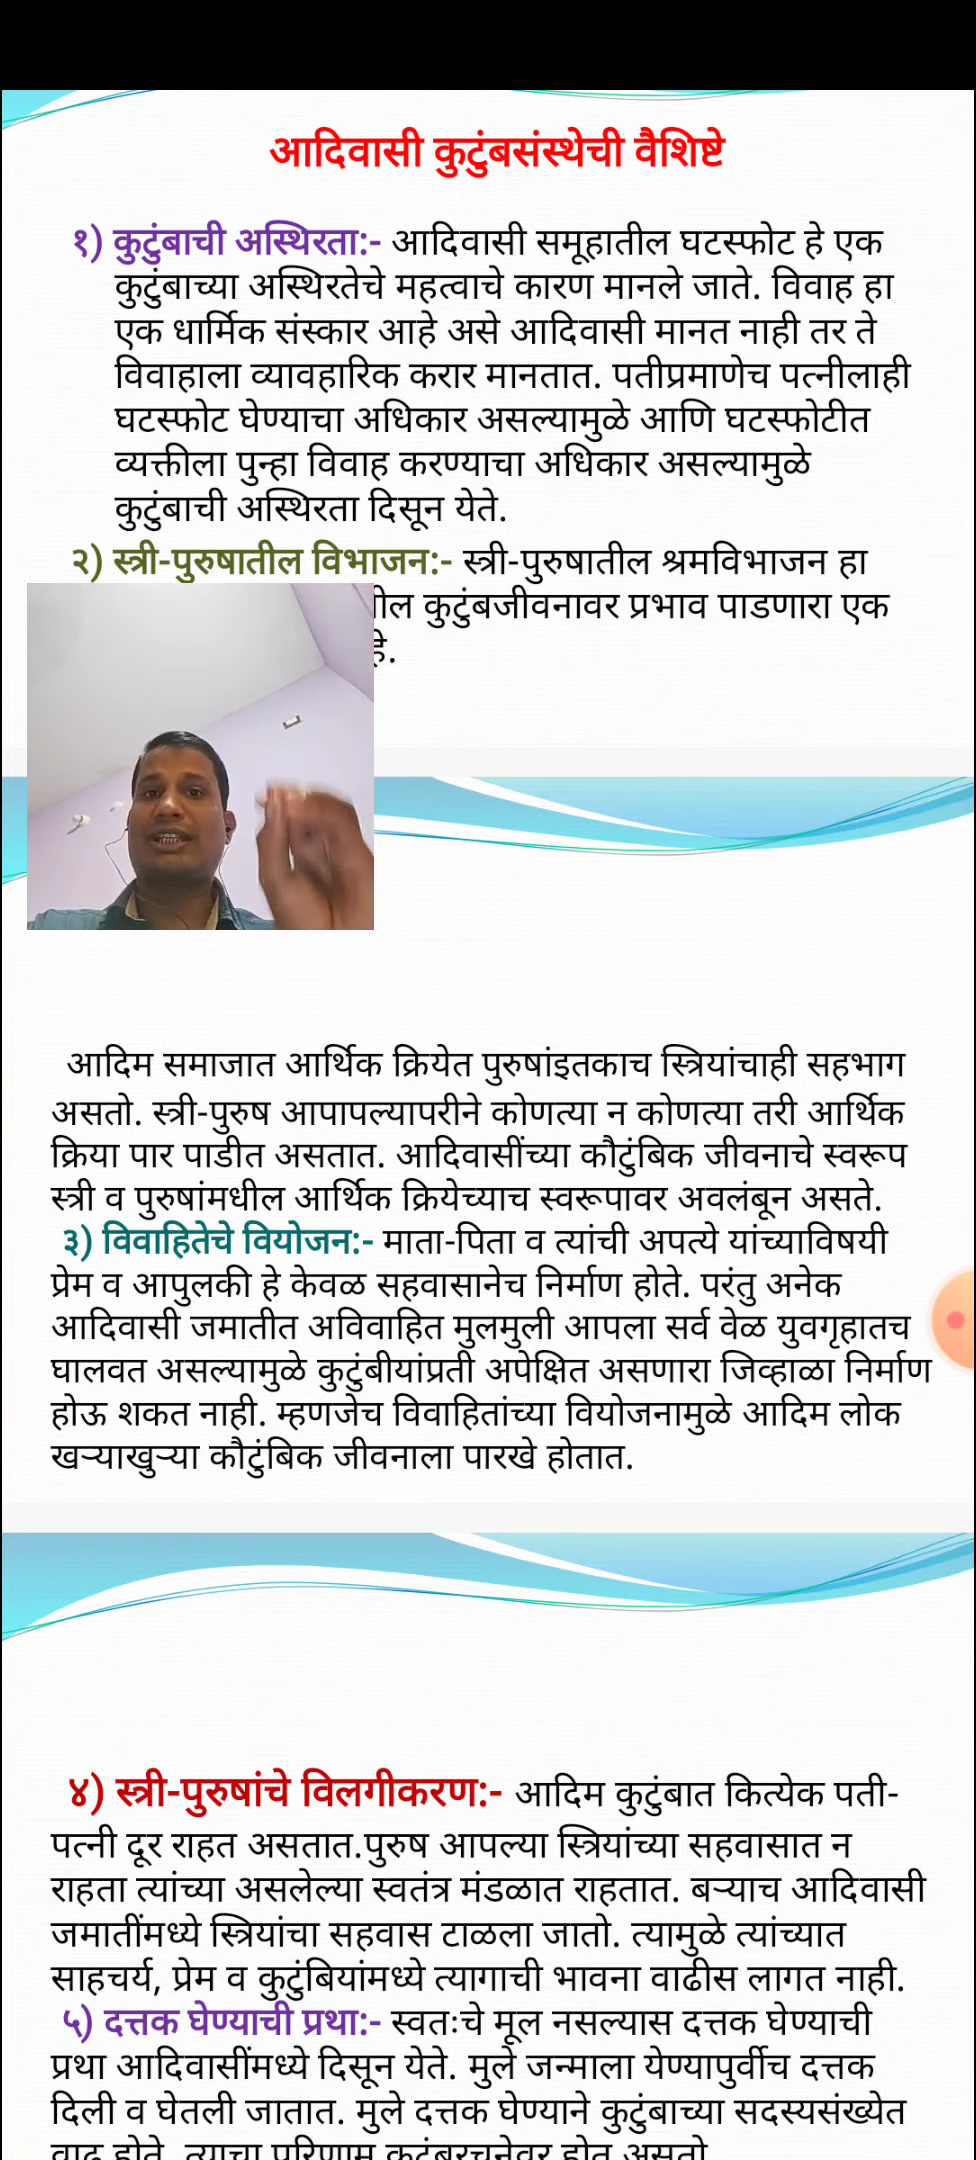 आदिवासी कुटुंबसंस्थेची वैशिष्टे
१) कुटुंबाची अस्थिरता:- आदिवासी समूहातील घटस्फोट हे एक
कुटुंबाच्या अस्थिरतेचे महत्वाचे कारण मानले जाते. विवाह हा
एक धार्मिक संस्कार आहे असे आदिवासी मानत नाही तर ते
विवाहाला व्यावहारिक करार मानतात. पतीप्रमाणेच पत्नीलाही
घटस्फोट घेण्याचा अधिकार असल्यामुळे आणि घटस्फोटीत
व्यक्तीला पुन्हा विवाह करण्याचा अधिकार असल्यामुळे
कुटुंबाची अस्थिरता दिसून येते.
२) स्त्री-पुरुषातील विभाजन:- स्त्री-पुरुषातील श्रमविभाजन हा
कुटुंबजीवनावर प्रभाव पाडणारा एक
आदिम समाजात आर्थिक क्रियेत पुरुषांइतकाच स्त्रियांचाही सहभाग
असतो. स्त्री-पुरुष आपापल्यापरीने कोणत्या न कोणत्या तरी आर्थिक
क्रिया पार पाडीत असतात. आदिवासींच्या कौटुंबिक जीवनाचे स्वरूप
स्त्री व पुरुषांमधील आर्थिक क्रियेच्याच स्वरूपावर अवलंबून असते.
३) विवाहितेचे वियोजन:- माता-पिता व त्यांची अपत्ये यांच्याविषयी
प्रेम व आपुलकी हे केवळ सहवासानेच निर्माण होते. परंतु अनेक
आदिवासी जमातीत अविवाहित मुलमुली आपला सर्व वेळ युवगृहातच
घालवत असल्यामुळे कुटुंबीयांप्रती अपेक्षित असणारा जिव्हाळा निर्माण
होऊ शकत नाही. म्हणजेच विवाहितांच्या वियोजनामुळे आदिम लोक
खऱ्याखुऱ्या कौटुंबिक जीवनाला पारखे होतात.
४) स्त्री-पुरुषांचे विलगीकरण:- आदिम कुटुंबात कित्येक पती-
पत्नी दूर राहत असतात.पुरुष आपल्या स्त्रियांच्या सहवासात न
राहता त्यांच्या असलेल्या स्वतंत्र मंडळात राहतात. बऱ्याच आदिवासी
जमातींमध्ये स्त्रियांचा सहवास टाळला जातो. त्यामुळे त्यांच्यात
साहचर्य, प्रेम व कुटुंबियांमध्ये त्यागाची भावना वाढीस लागत नाही.
५) दत्तक घेण्याची प्रथा:- स्वतःचे मूल नसल्यास दत्तक घेण्याची
प्रथा आदिवासींमध्ये दिसून येते. मुले जन्माला येण्यापुर्वीच दत्तक
दिली व घेतली जातात. मुले दत्तक घेण्याने कुटुंबाच्या सदस्यसंख्येत
वाढ होते. त्याचा परिणाम कुटुंबरचनेवर होत असतो.